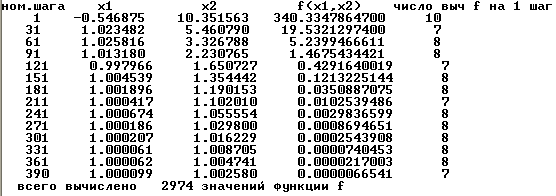 ном.шага x1 x2 f(x1,x2) число выч f на 1 шаг
1 -0.546875 10.351563 340.3347864700 10
31 1.023482 5.460790 19.5321297400 7
61 1.025816 3.326788 5.2399466611 8
91 1.013180 2.230765 1.4675434421 8
121 0.997966 1.650727 0.4291640019 7
151 1.004539 1.354442 0.1213225144 8
181 1.001896 1.190153 0.0350887075 8
211 1.000417 1.102010 0.0102539486 7
241 1.000674 1.055554 0.0029836599 8
271 1.000186 1.029800 0.0008694651 8
301 1.000207 1.016229 0.0002543908 8
331 1.000061 1.008705 0.0000740453 8
361 1.000062 1.004741 0.0000217003 8
390 1.000099 1.002580 0.0000066541 7
всего вычислено 2974 значений функции f